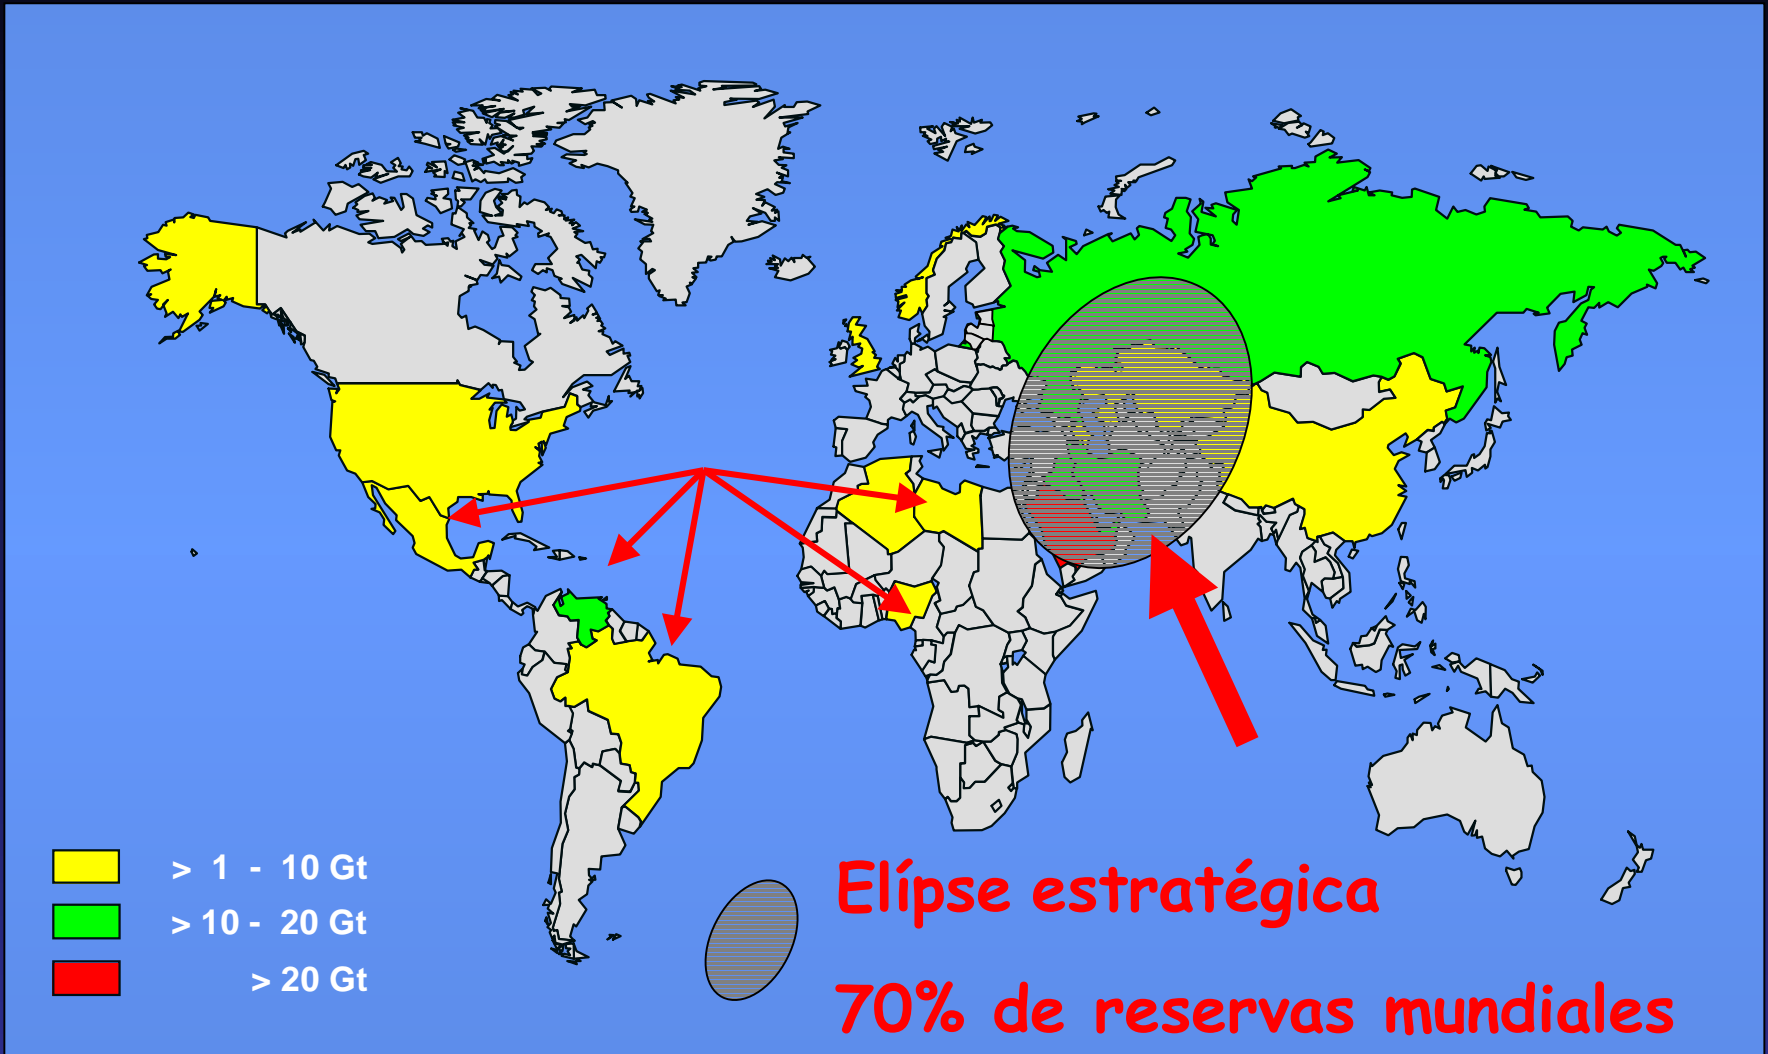 > 1 - 10 Gt
> 10 - 20 Gt
> 20 Gt
Elípse estratégica
70% de reservas mundiales